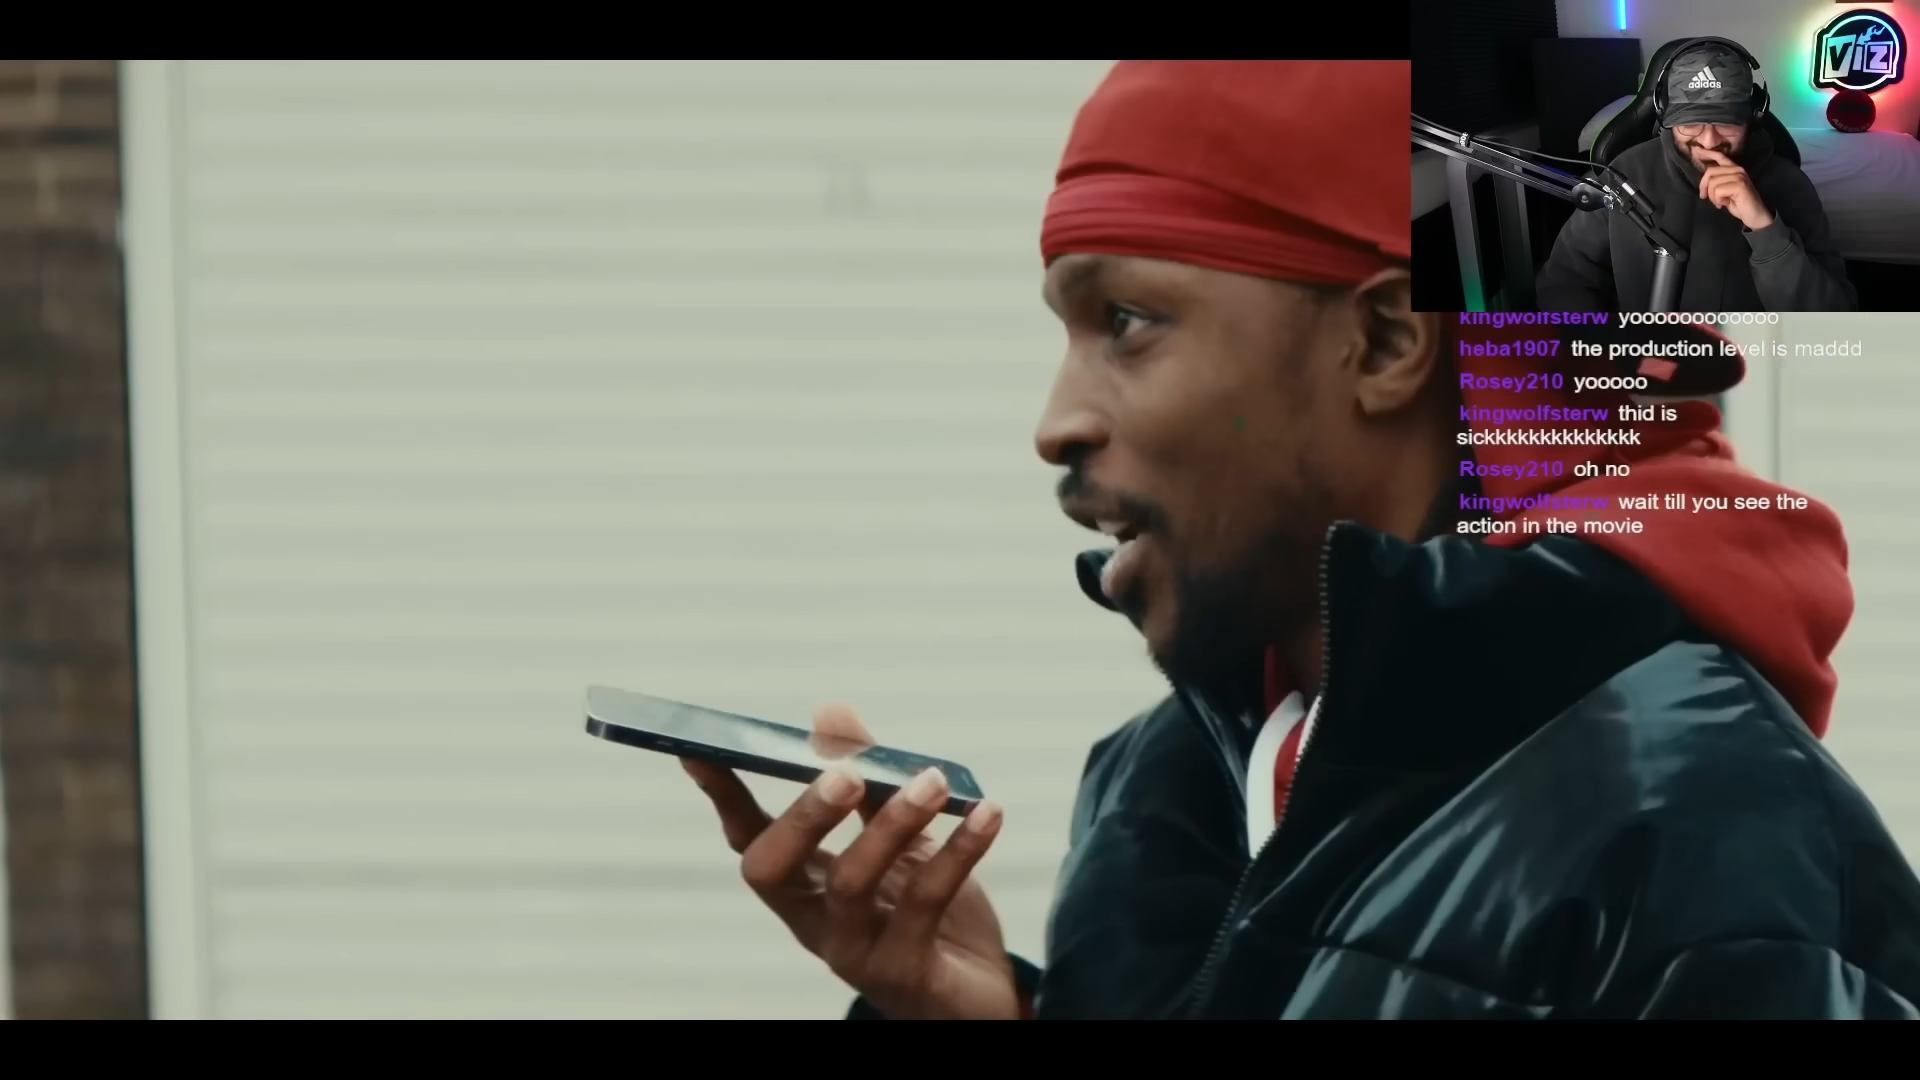 adidas
VIZ
kingwolfsterw yoooooooooooo
heba1907 the production level is maddd
Rosey210 yooooo
kingwolfsterw thid is
sickkkkkkkkkkkkkk
Rosey210 oh no
kingwolfsterw wait till you see the
action in the movie